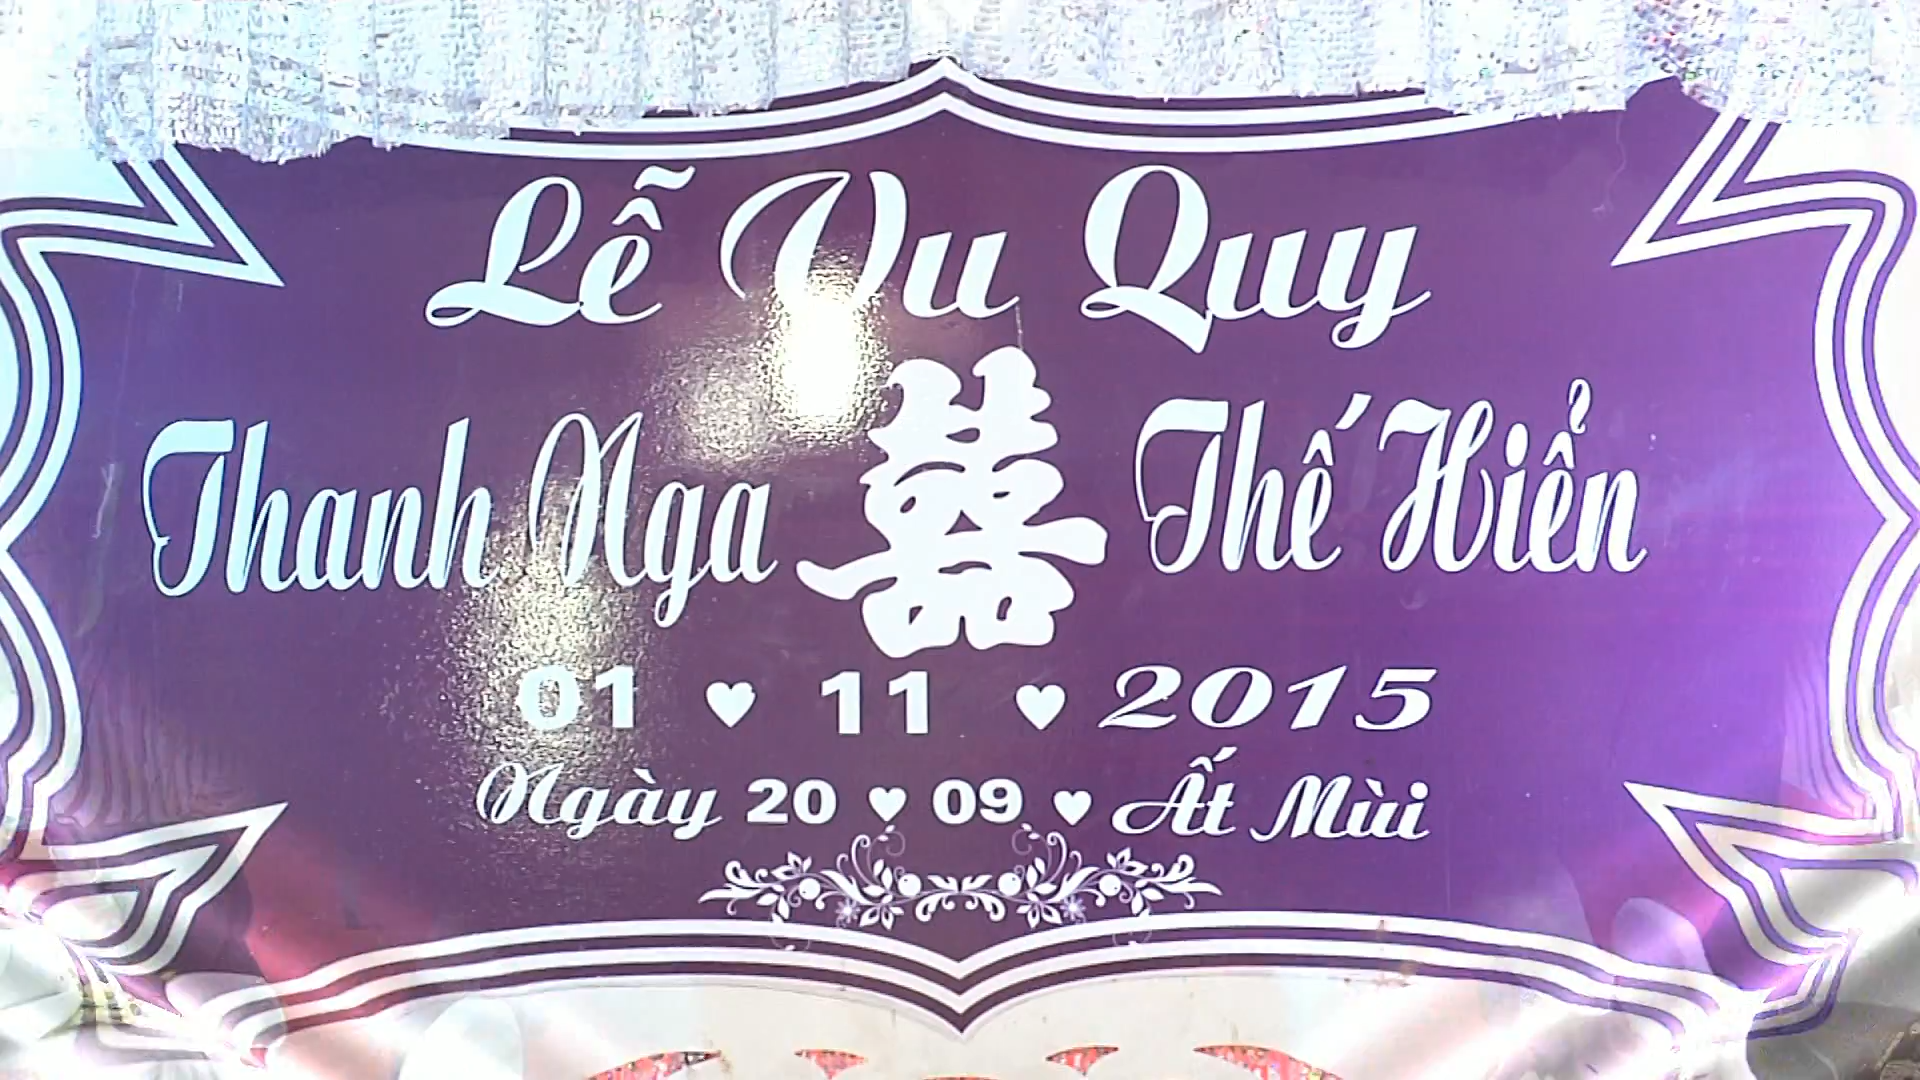 Lễ Vu Quy
Thanh Nga 囍 Thế Hiển
01 ♥ 11 ♥ 2015
Ngày 20 ♥ 09 ♥ Ất Mùi